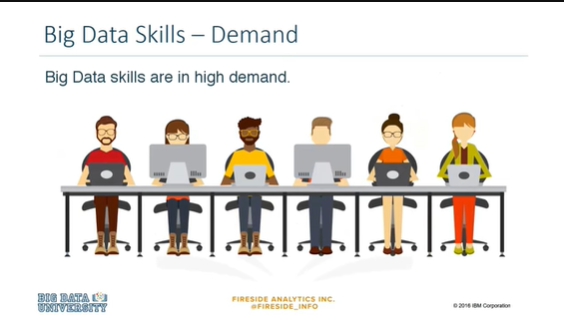 Big Data Skills – Demand
Big Data skills are in high demand.
BIG DATA
UNIVERSITY
FIRESIDE ANALYTICS INC.
@FIRESIDE_INFO
© 2016 IBM Corporation